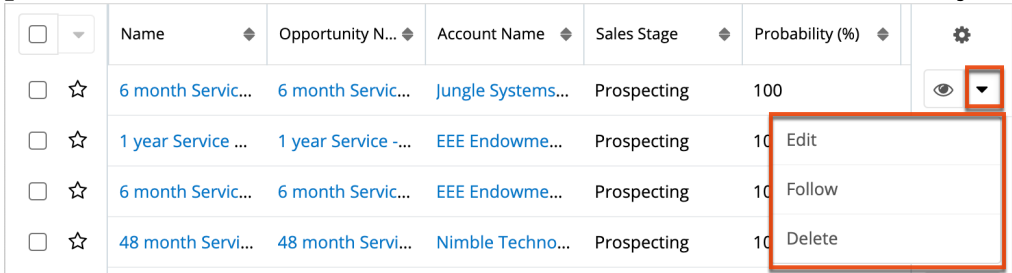 Name Opportunity N... Account Name Sales Stage Probability (%)
6 month Servic... 6 month Servic... Jungle Systems... Prospecting 100
1 year Service ... 1 year Service -... EEE Endowme... Prospecting 10
Edit
6 month Servic... 6 month Servic... EEE Endowme... Prospecting 10
Follow
48 month Servi... 48 month Servi... Nimble Techno... Prospecting 10
Delete